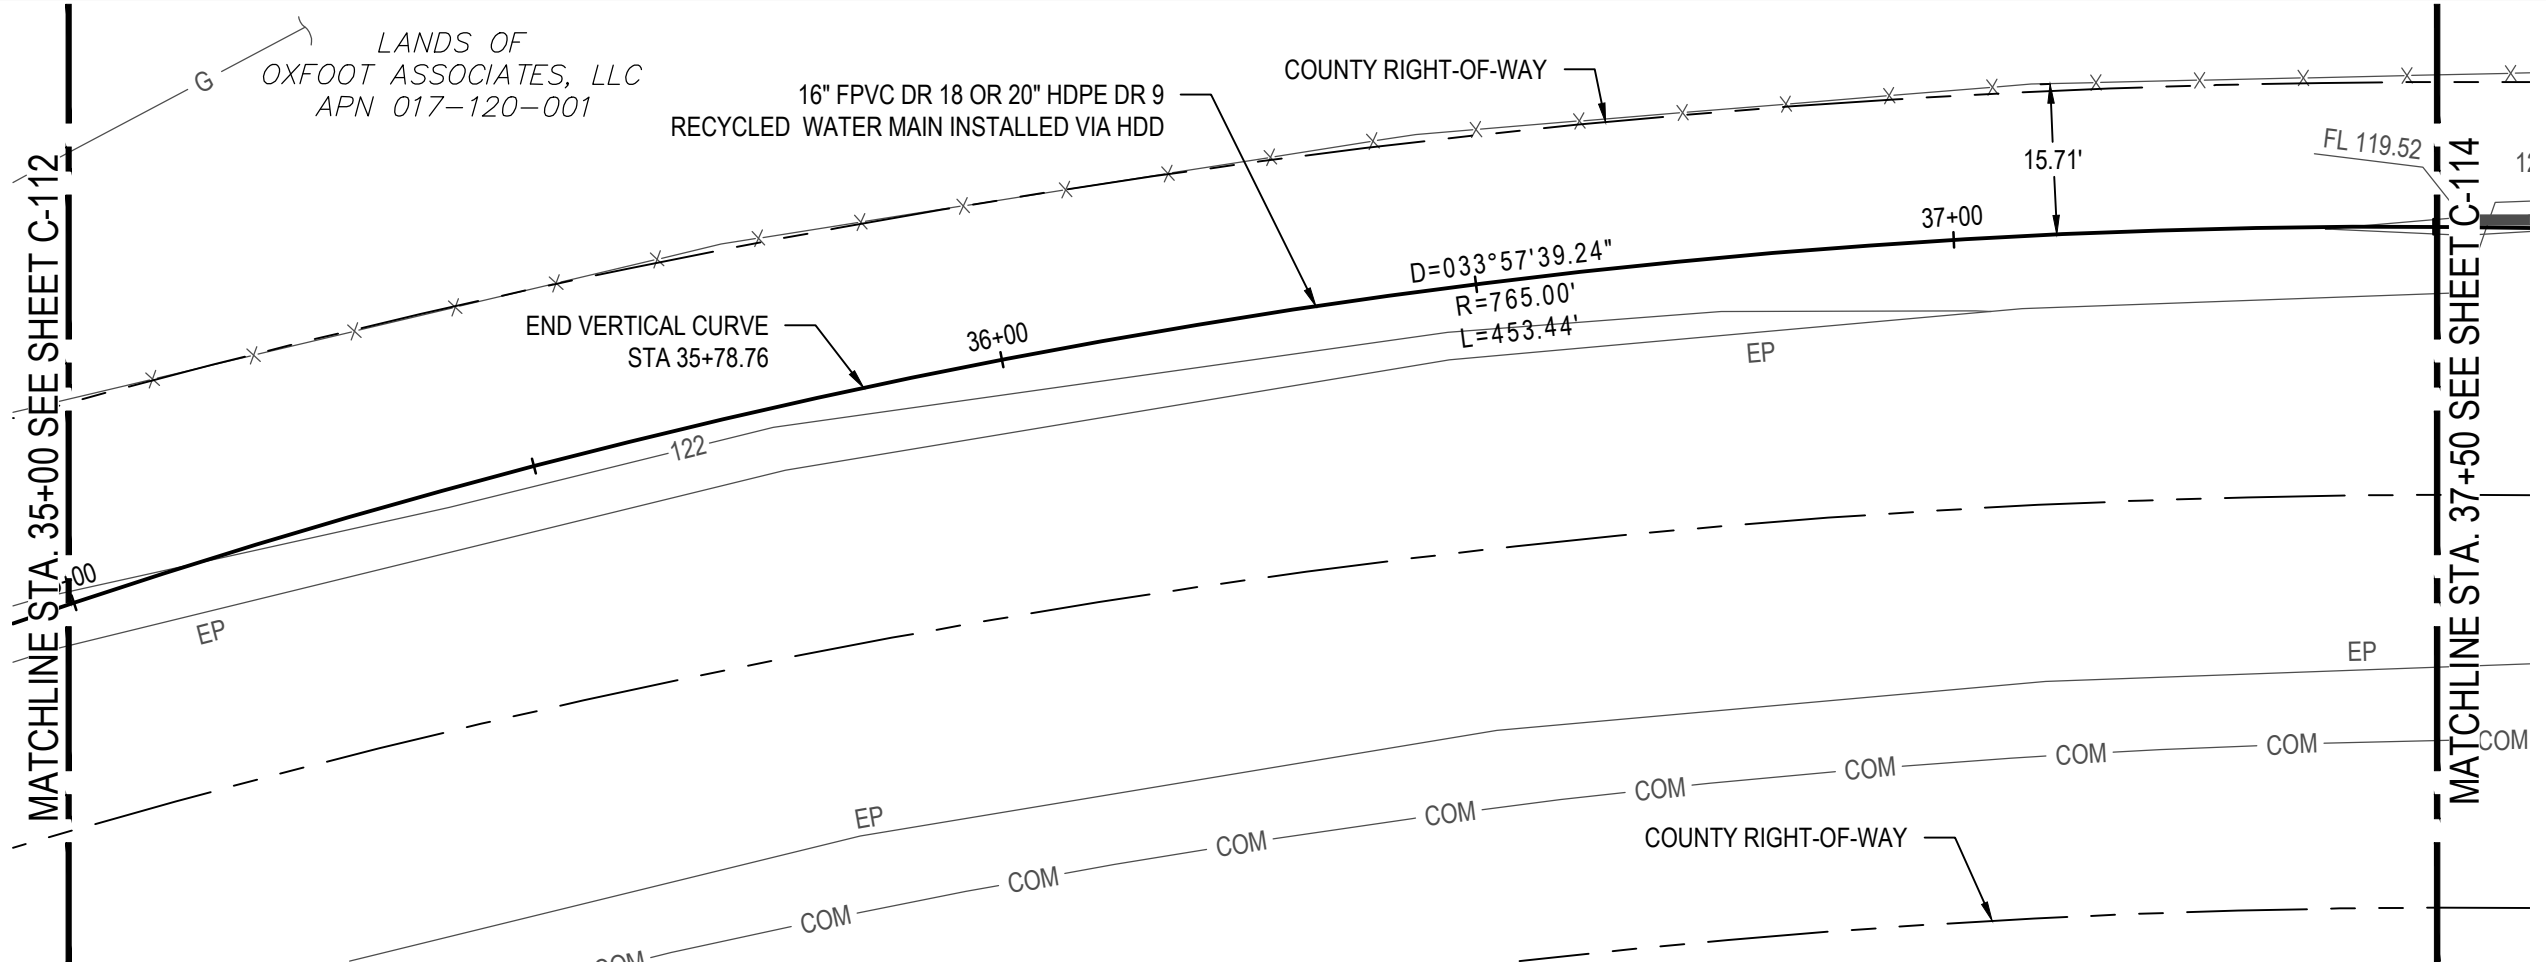 LANDS OF
OXFOOT ASSOCIATES, LLC
APN 017-120-001
G
16" FPVC DR 18 OR 20" HDPE DR 9
RECYCLED WATER MAIN INSTALLED VIA HDD
COUNTY RIGHT-OF-WAY
15.71'
FL 119.52
MATCHLINE STA. 35+00 SEE SHEET C-112
MATCHLINE STA. 37+50 SEE SHEET C-114
37+00
D=033°57'39.24"
R=765.00'
L=453.44'
END VERTICAL CURVE
STA 35+78.76
36+00
EP
122
+00
EP
EP
EP
COM
COM
COM
COM
COM
COM
COM
COM
COM
COUNTY RIGHT-OF-WAY